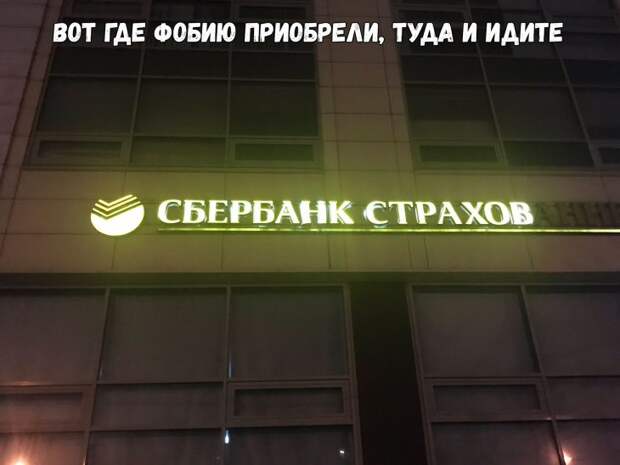 ВОТ ГДЕ ФОБИЮ ПРИОБРЕЛИ, ТУДА И ИДИТЕ
СБЕРБАНК СТРАХОВ